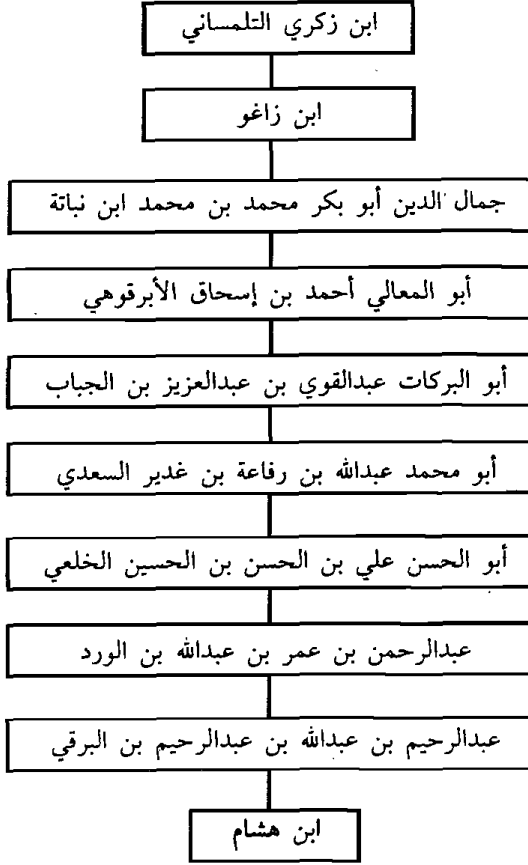 ابن زكري التلمساني
ابن زاغو
جمال الدين أبو بكر محمد بن محمد ابن نباتة
أبو المعالي أحمد بن إسحاق الأبرقوهي
أبو البركات عبدالقوي بن عبدالعزيز بن الجباب
أبو محمد عبدالله بن رفاعة بن غدير السعدي
أبو الحسن علي بن الحسن بن الحسين الخلعي
عبدالرحمن بن عمر بن عبدالله بن الورد
عبدالرحيم بن عبدالله بن عبدالرحيم بن البرقي
ابن هشام